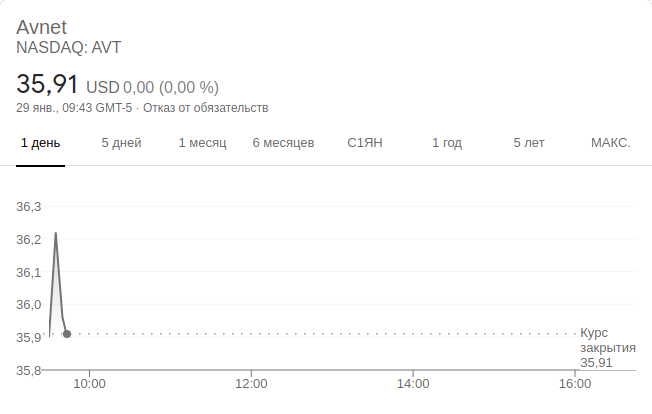 Avnet
NASDAQ: AVT
35,91 USD 0,00 (0,00 %)
29 янв., 09:43 GMT-5 · Отказ от обязательств
1 день 5 дней 1 месяц 6 месяцев С1ЯН 1 год 5 лет МАКС.
36,3
36,2
36,1
36,0
35,9
Курс
закрытия
35,91
35,8
10:00 12:00 14:00 16:00